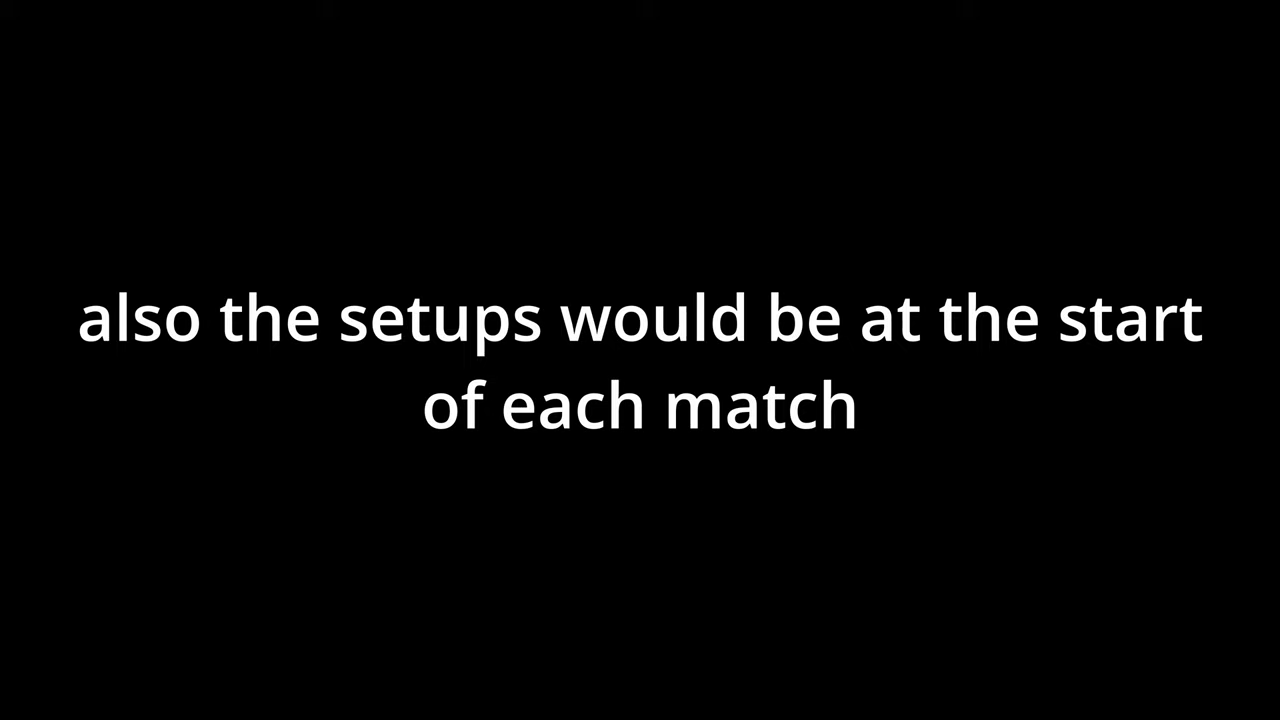 also the setups would be at the start
of each match